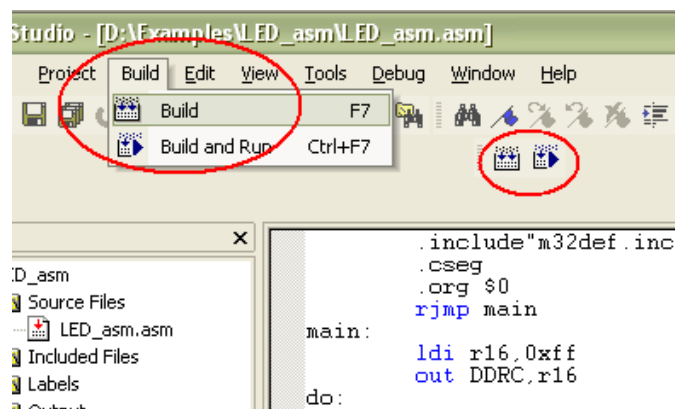 Studio - [D:\Examples\LED_asm\LED_asm.asm]
Project Build Edit View Tools Debug Window Help
Build F7
Build and Run Ctrl+F7
.include"m32def.inc
.cseg
.org $0
rjmp main
main:
ldi r16,0xff
out DDRC,r16
do:
ED_asm
Source Files
LED_asm.asm
Included Files
Labels
Output